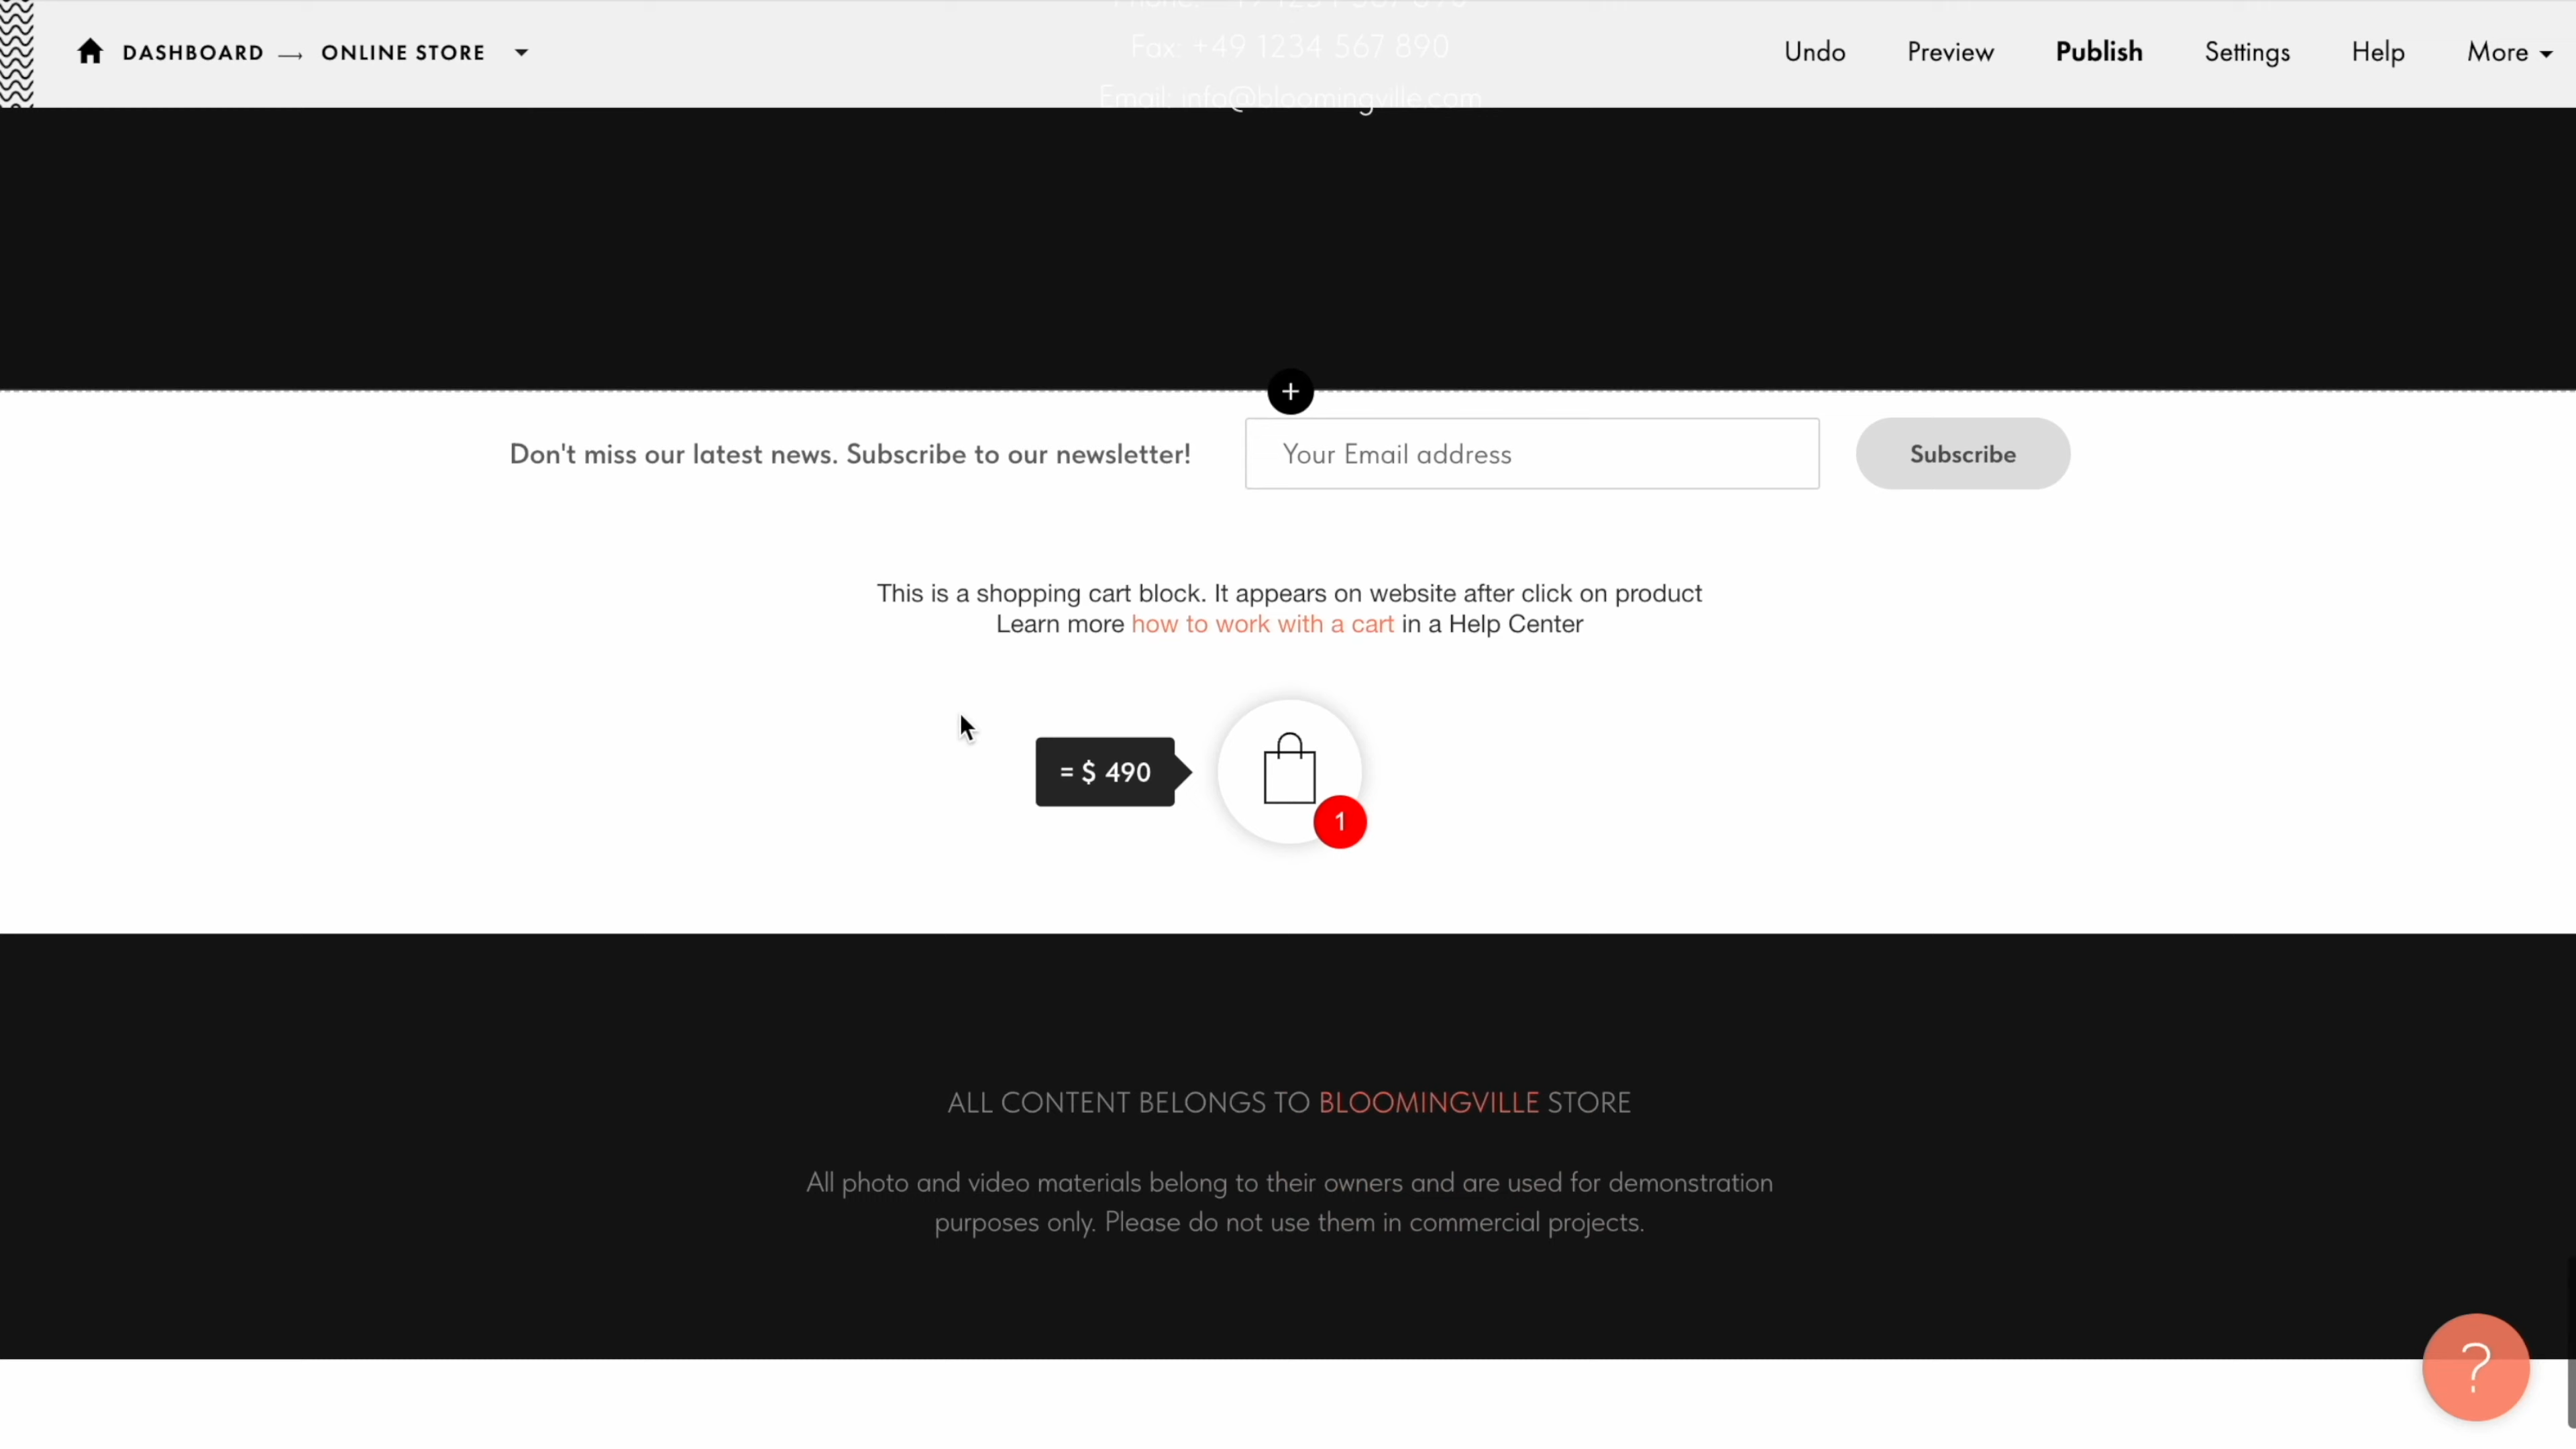 DASHBOARD → ONLINE STORE
Undo Preview Publish Settings Help More
Fax: +49 1234 567 890
Email: info@bloomingville.com
+
Don't miss our latest news. Subscribe to our newsletter!
Your Email address
Subscribe
This is a shopping cart block. It appears on website after click on product
Learn more how to work with a cart in a Help Center
= $ 490
1
ALL CONTENT BELONGS TO BLOOMINGVILLE STORE
All photo and video materials belong to their owners and are used for demonstration
purposes only. Please do not use them in commercial projects.
?